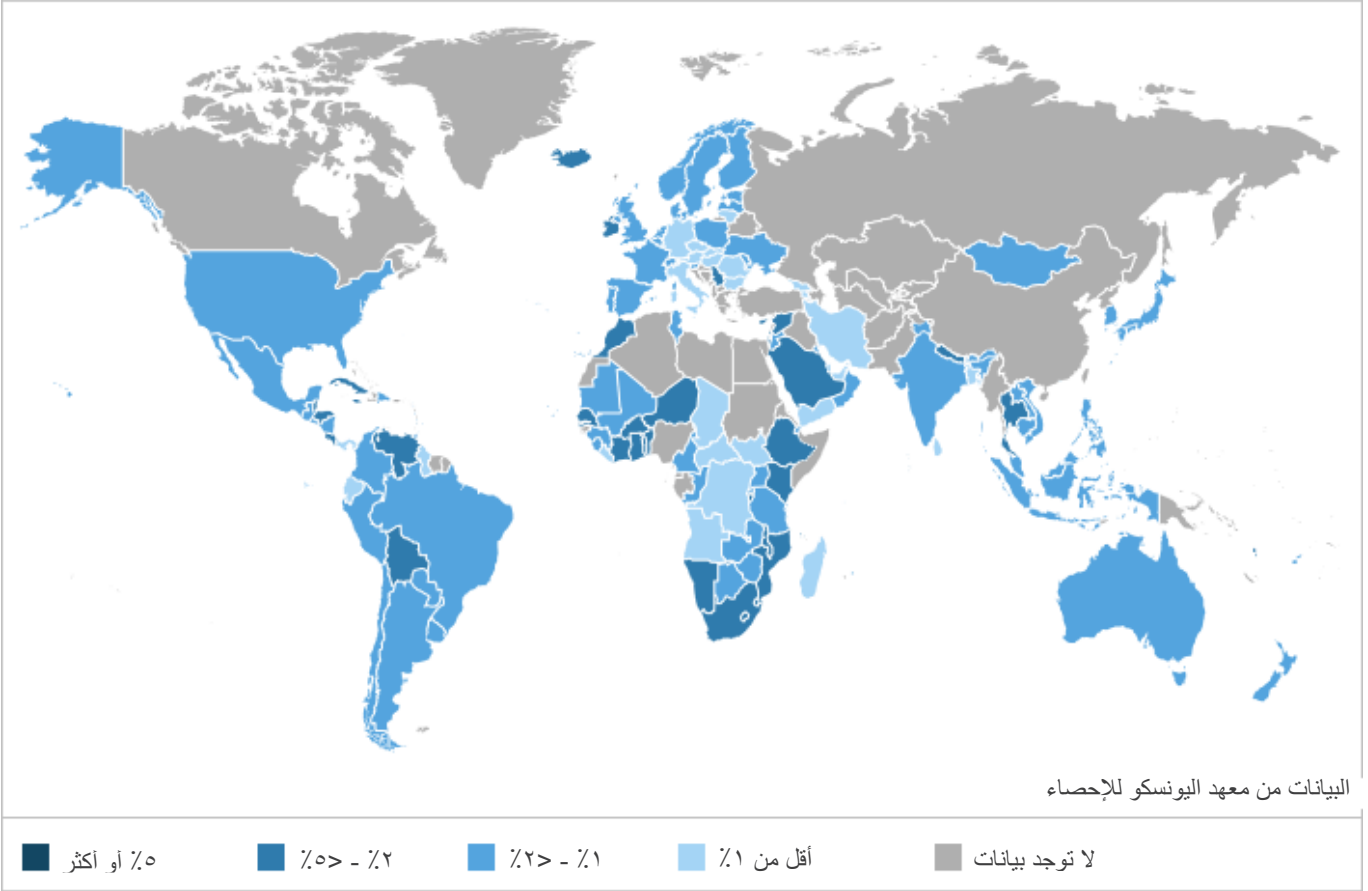 البيانات من معهد اليونسكو للإحصاء
٥٪ أو أكثر
٢٪ - <٥٪
١٪ - <٢٪
أقل من ١٪
لا توجد بيانات